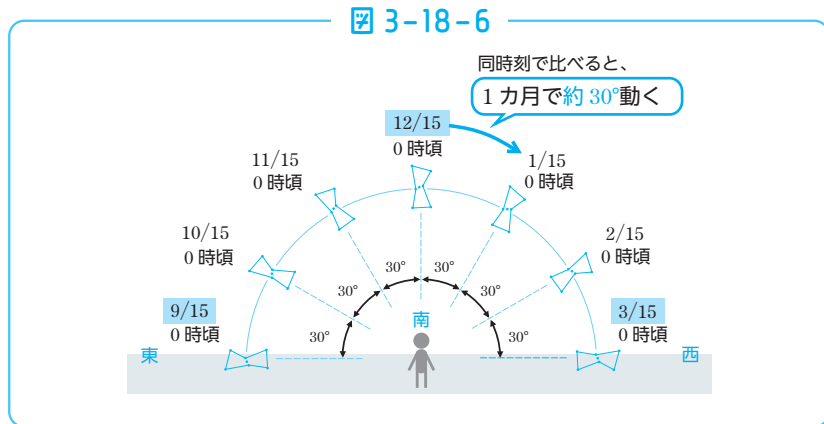 図 3-18-6
同時刻で比べると、
1 カ月で約 30°動く
12/15
0 時頃
11/15
0 時頃
1/15
0 時頃
10/15
0 時頃
2/15
0 時頃
9/15
0 時頃
3/15
0 時頃
30°
30°
30°
30°
30°
30°
東
南
西